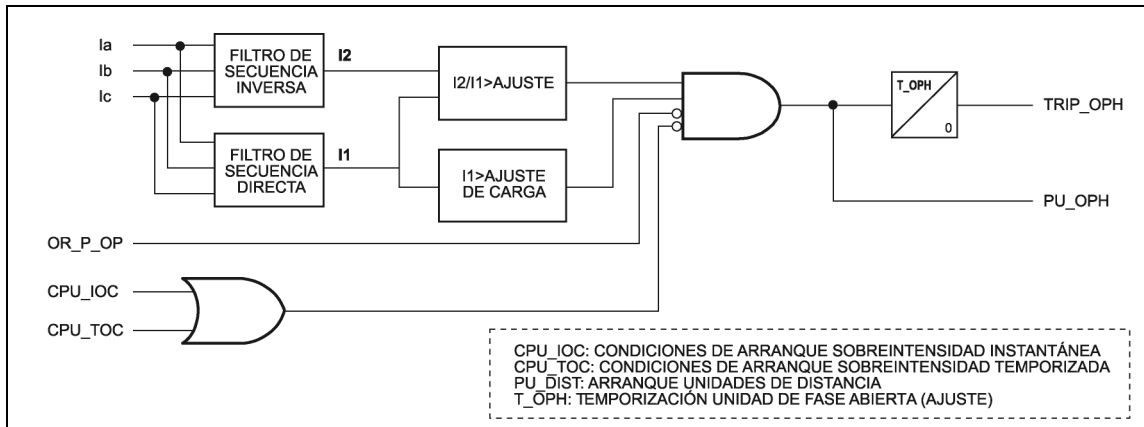 Ia
Ib
Ic
FILTRO DE
SECUENCIA
INVERSA
I2
I2/I1>AJUSTE
FILTRO DE
SECUENCIA
DIRECTA
I1
I1>AJUSTE
DE CARGA
T_OPH
0
TRIP_OPH
PU_OPH
OR_P_OP
CPU_IOC
CPU_TOC
CPU_IOC: CONDICIONES DE ARRANQUE SOBREINTENSIDAD INSTANTÁNEA
CPU_TOC: CONDICIONES DE ARRANQUE SOBREINTENSIDAD TEMPORIZADA
PU_DIST: ARRANQUE UNIDADES DE DISTANCIA
T_OPH: TEMPORIZACIÓN UNIDAD DE FASE ABIERTA (AJUSTE)